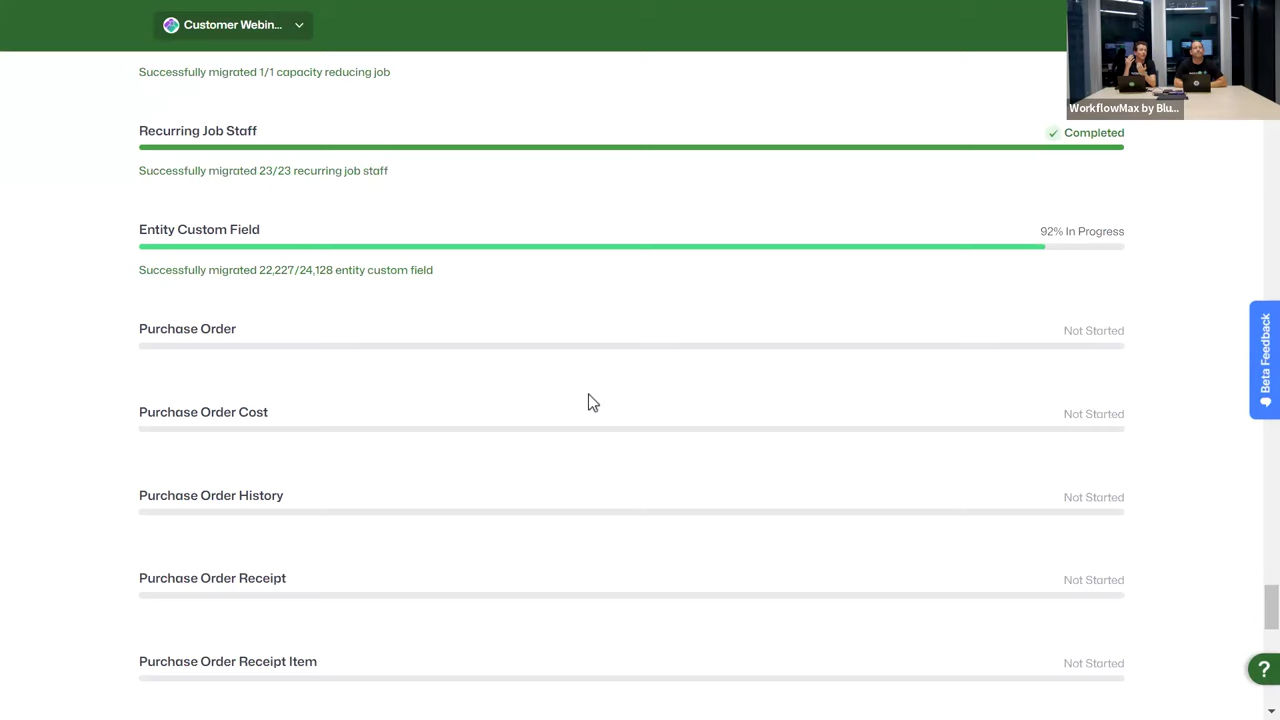 Customer Webin...
Successfully migrated 1/1 capacity reducing job
WorkflowMax by Blu...
Recurring Job Staff
Completed
Successfully migrated 23/23 recurring job staff
Entity Custom Field
92% In Progress
Successfully migrated 22,227/24,128 entity custom field
Purchase Order
Not Started
Beta Feedback
Purchase Order Cost
Not Started
Purchase Order History
Not Started
Purchase Order Receipt
Not Started
Purchase Order Receipt Item
Not Started
?